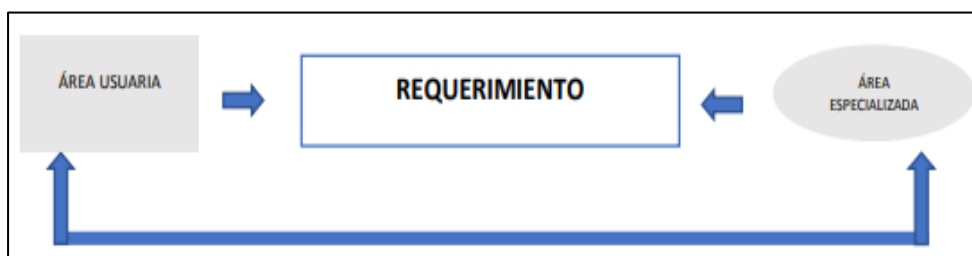 ÁREA USUARIA
REQUERIMIENTO
ÁREA
ESPECIALIZADA